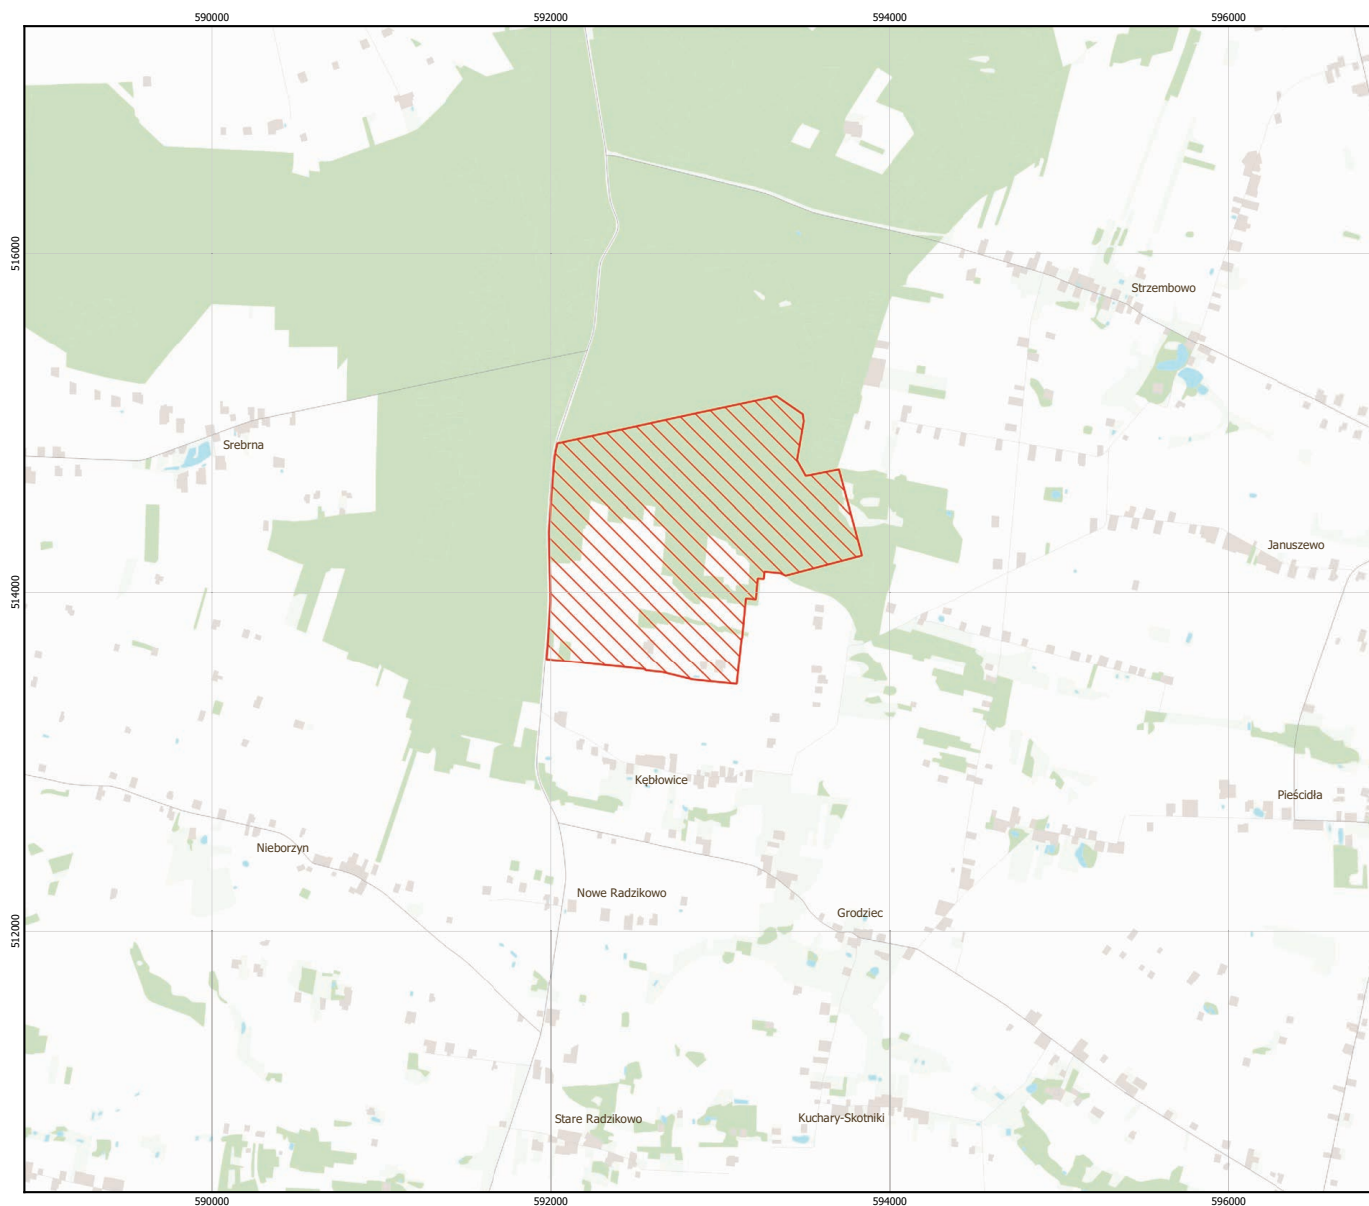 590000
592000
594000
596000
516000
Strzembowo
Srebrna
Januszewo
514000
Kębłowice
Pieścidła
Nieborzyn
Nowe Radzikowo
Grodziec
512000
Stare Radzikowo
Kuchary-Skotniki
590000
592000
594000
596000